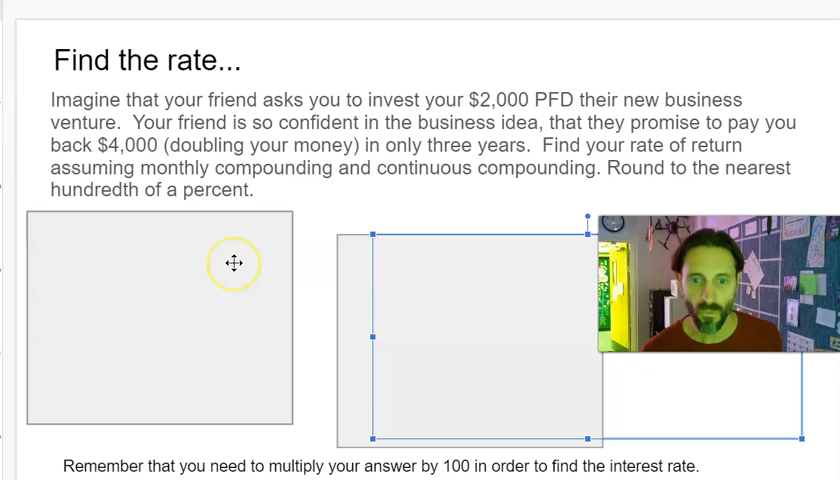 Find the rate...
Imagine that your friend asks you to invest your $2,000 PFD their new business
venture.  Your friend is so confident in the business idea, that they promise to pay you
back $4,000 (doubling your money) in only three years.  Find your rate of return
assuming monthly compounding and continuous compounding. Round to the nearest
hundredth of a percent.
Remember that you need to multiply your answer by 100 in order to find the interest rate.